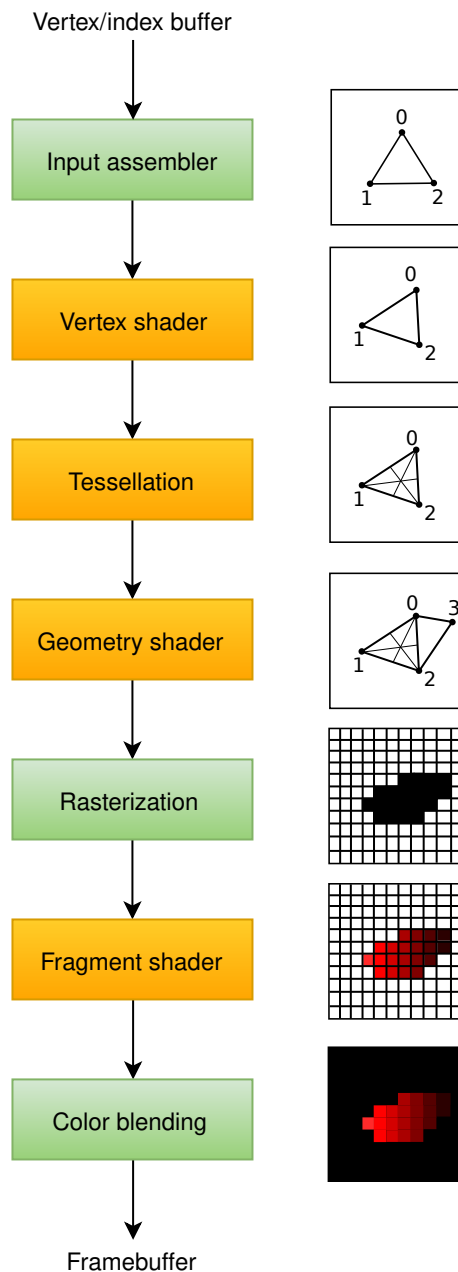 Vertex/index buffer
Input assembler
0
1
2
Vertex shader
0
1
2
Tessellation
0
1
2
Geometry shader
0
3
1
2
Rasterization
Fragment shader
Color blending
Framebuffer